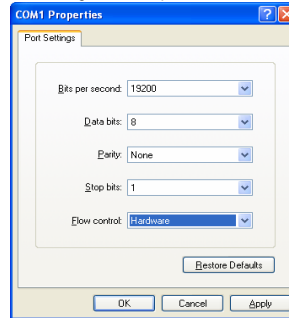 COM1 Properties
Port Settings
Bits per second: 19200
Data bits: 8
Parity: None
Stop bits: 1
Flow control: Hardware
Restore Defaults
OK Cancel Apply